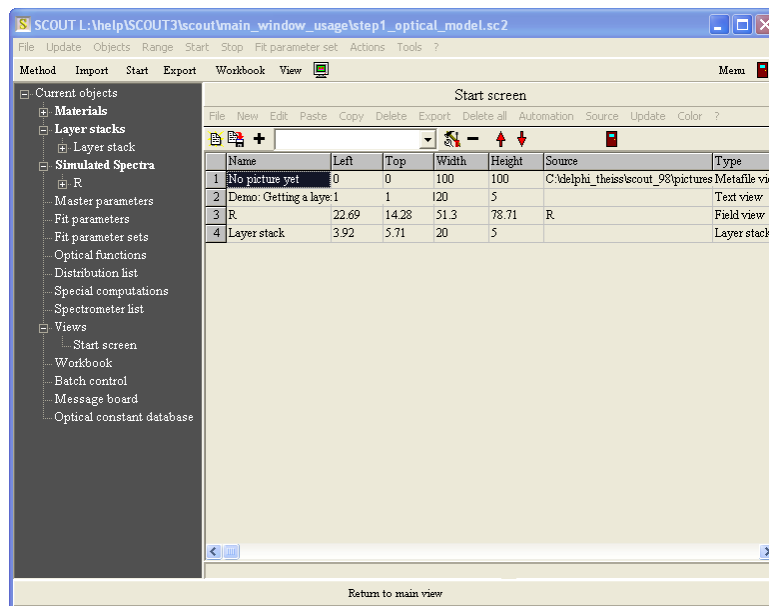 SCOUT L:\help\SCOUT3\scout\main_window_usage\step1_optical_model.sc2
File Update Objects Range Start Stop Fit parameter set Actions Tools ?
Method Import Start Export Workbook View Menu
Current objects
Materials
Layer stacks
Layer stack
Simulated Spectra
R
Master parameters
Fit parameters
Fit parameter sets
Optical functions
Distribution list
Special computations
Spectrometer list
Views
Start screen
Workbook
Batch control
Message board
Optical constant database
Start screen
File New Edit Paste Copy Delete Export Delete all Automation Source Update Color ?
Name Left Top Width Height Source Type
1 No picture yet 0 0 100 100 C:\delphi_theiss\scout_98\pictures Metafile vie
2 Demo: Getting a laye 1 1 120 5 Text view
3 R 22.69 14.28 51.3 78.71 R Field view
4 Layer stack 3.92 5.71 20 5 Layer stack
Return to main view